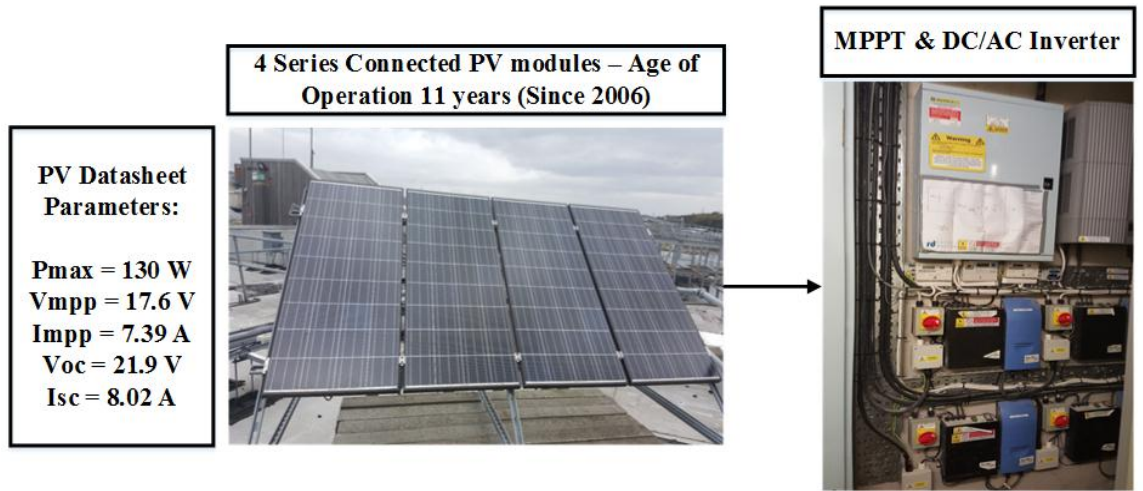 MPPT & DC/AC Inverter
4 Series Connected PV modules – Age of
Operation 11 years (Since 2006)
PV Datasheet
Parameters:
Pmax = 130 W
Vmpp = 17.6 V
Impp = 7.39 A
Voc = 21.9 V
Isc = 8.02 A
Warning